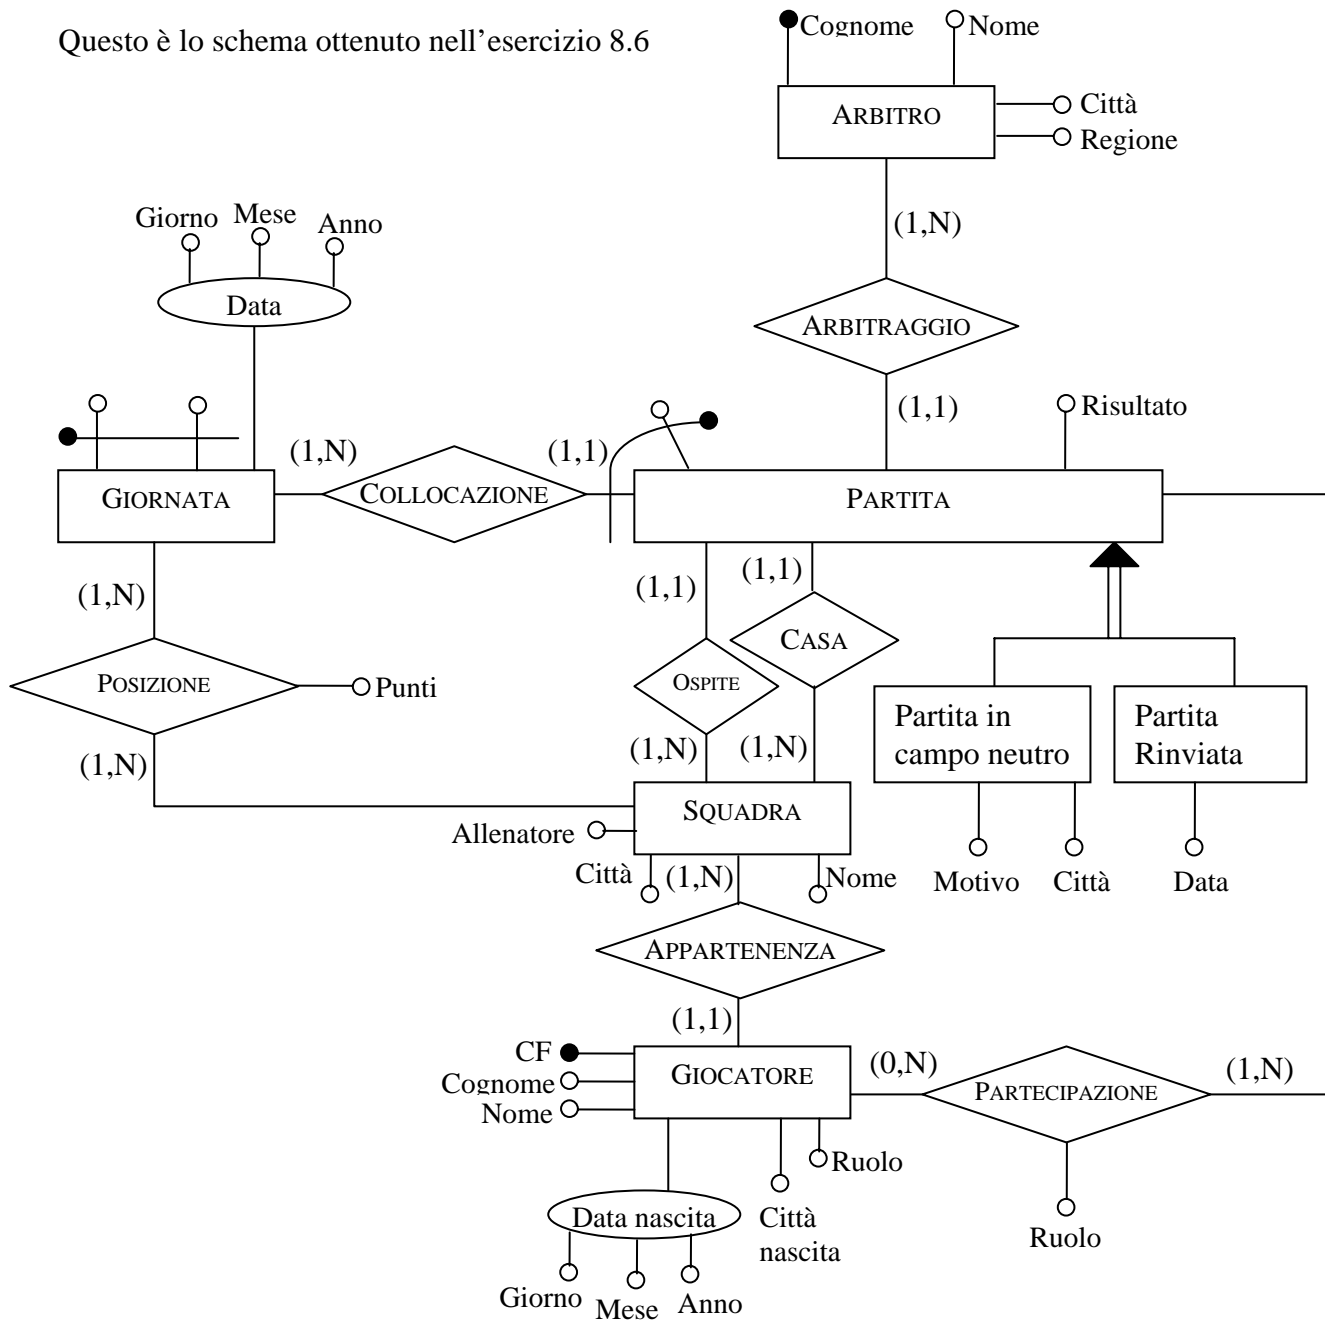 Questo è lo schema ottenuto nell'esercizio 8.6
Cognome
Nome
ARBITRO
Città
Regione
(1,N)
Giorno
Mese
Anno
Data
ARBITRAGGIO
(1,1)
Risultato
(1,N)
(1,1)
GIORNATA
COLLOCAZIONE
PARTITA
(1,N)
(1,1)
(1,1)
CASA
POSIZIONE
Punti
OSPITE
Partita in
campo neutro
Partita
Rinviata
(1,N)
(1,N)
(1,N)
SQUADRA
Allenatore
Città
(1,N)
Nome
Motivo
Città
Data
APPARTENENZA
(1,1)
CF
Cognome
Nome
GIOCATORE
(0,N)
PARTECIPAZIONE
(1,N)
Ruolo
Data nascita
Città
nascita
Ruolo
Giorno
Mese
Anno